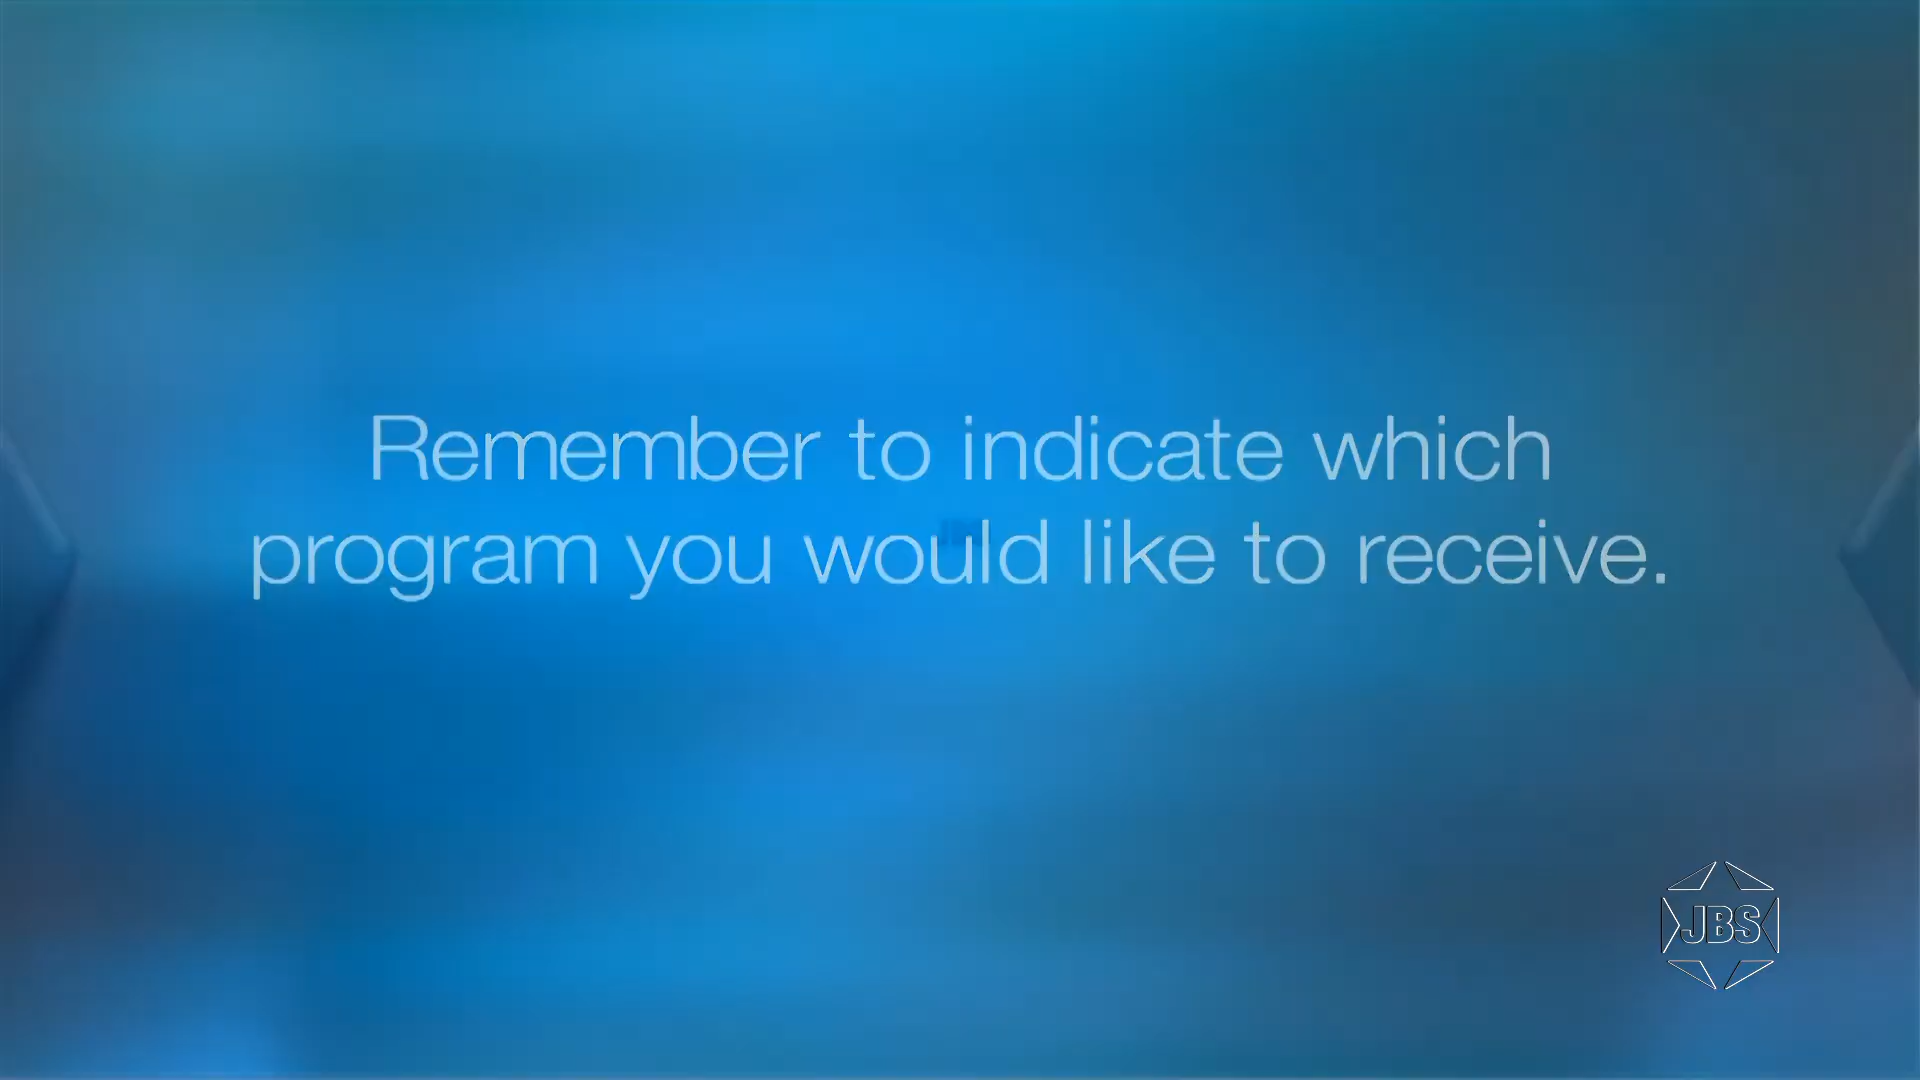 Remember to indicate which
program you would like to receive.
JBS